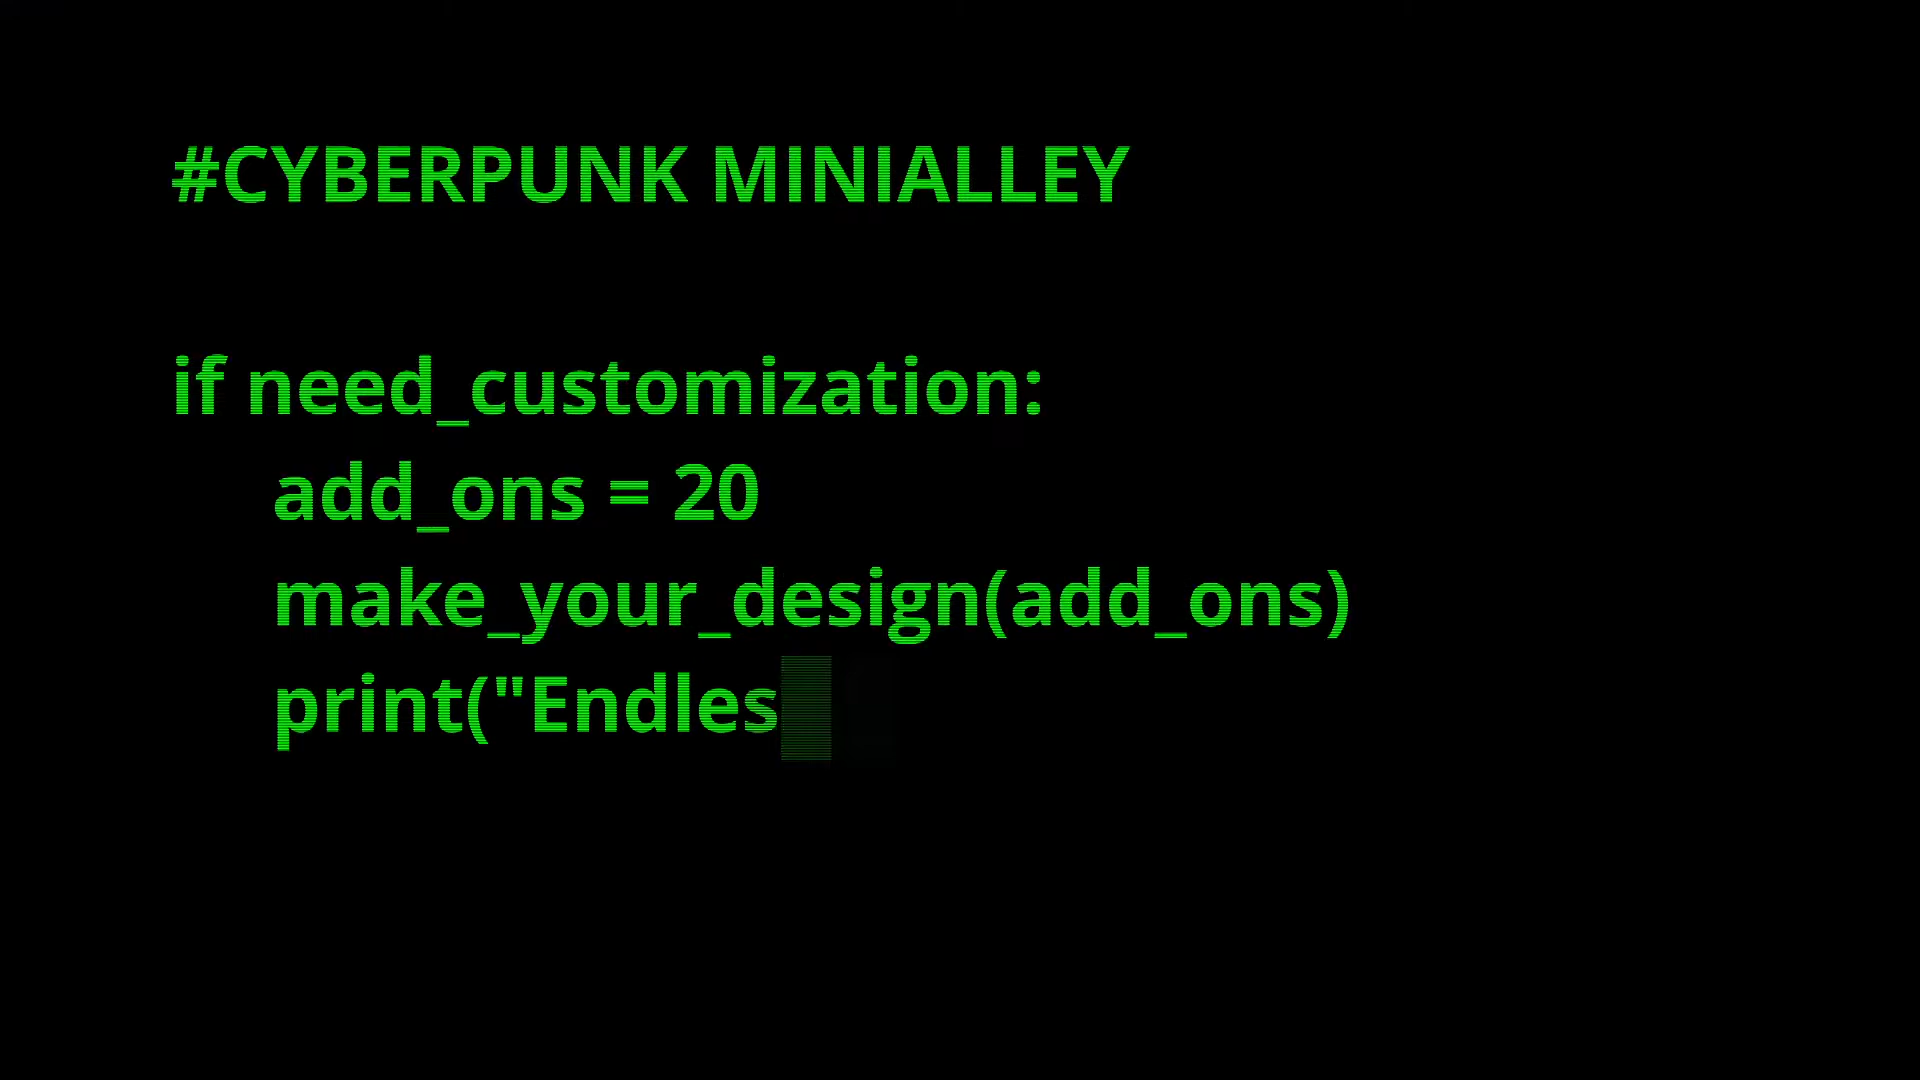 #CYBERPUNK MINIALLEY
if need_customization:
add_ons = 20
make_your_design(add_ons)
print("Endles